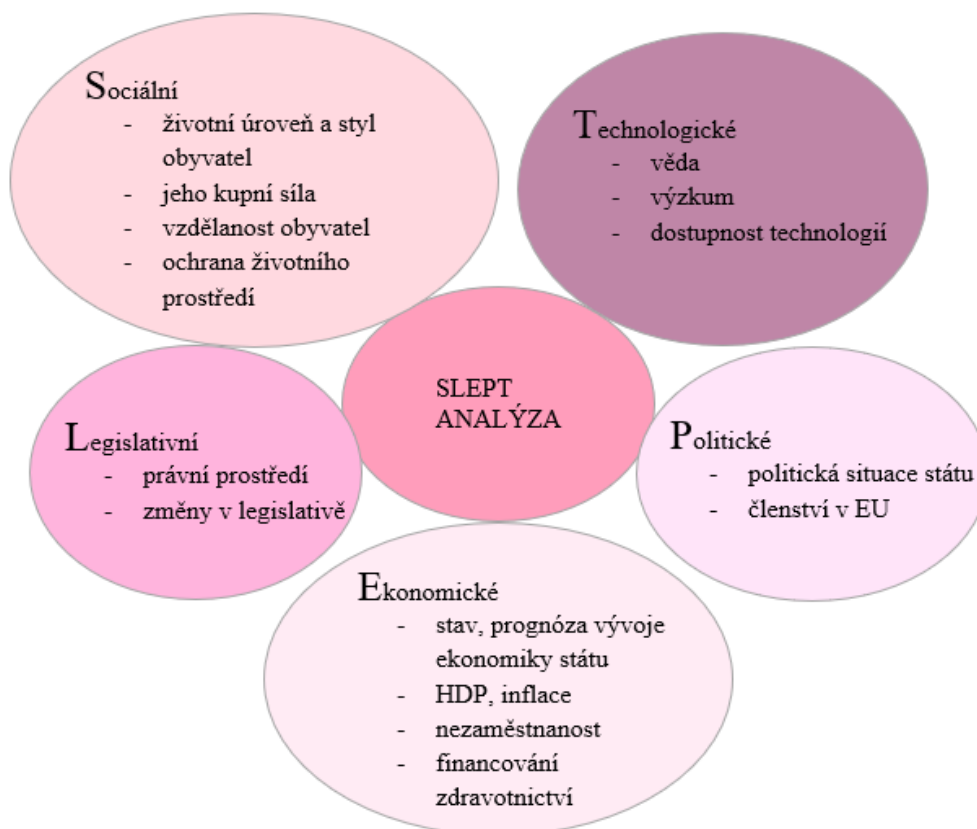 Sociální
- životní úroveň a styl
obyvatel
- jeho kupní síla
- vzdělanost obyvatel
- ochrana životního
prostředí
Technologické
- věda
- výzkum
- dostupnost technologií
SLEPT
ANALÝZA
Legislativní
- právní prostředí
- změny v legislativě
Politické
- politická situace státu
- členství v EU
Ekonomické
- stav, prognóza vývoje
ekonomiky státu
- HDP, inflace
- nezaměstnanost
- financování
zdravotnictví